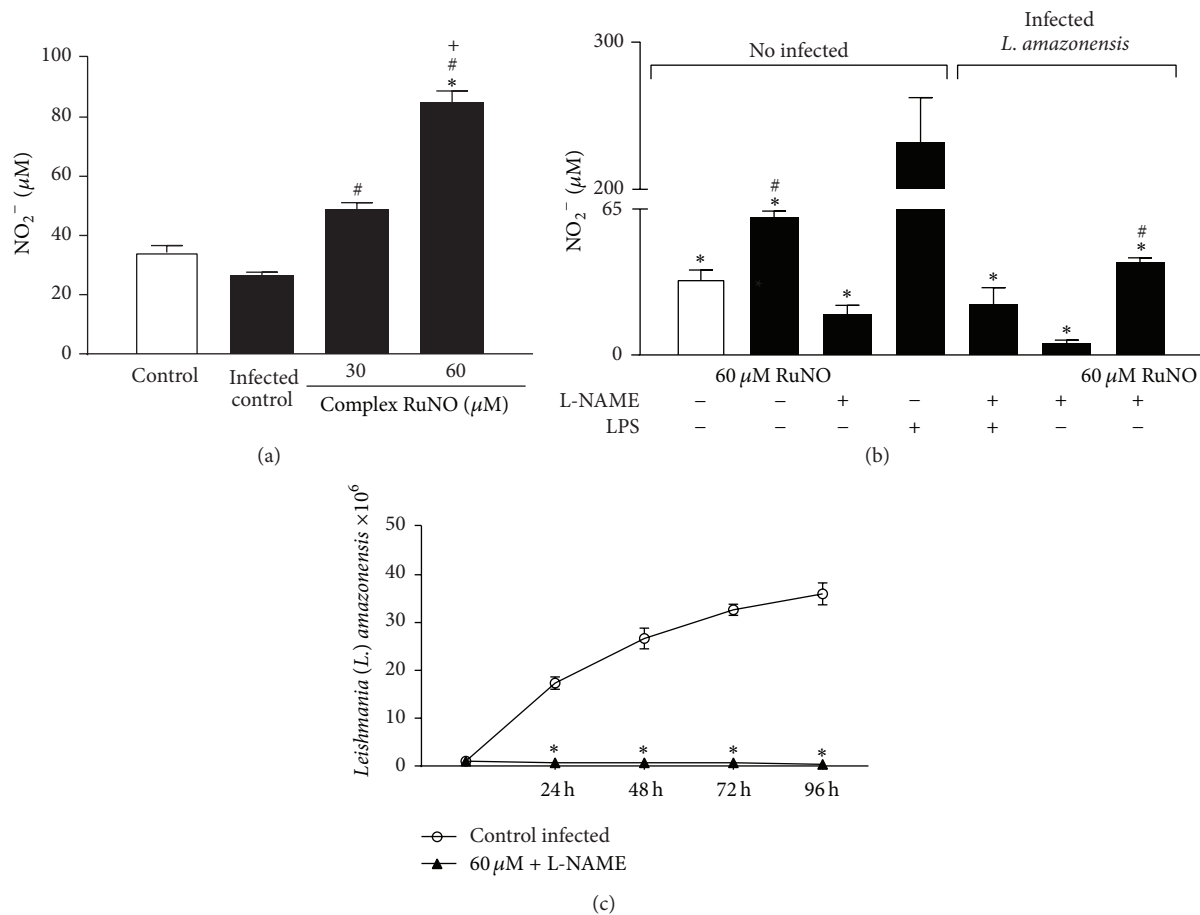 +
#
*
#
100
80
60
40
20
0
NO₂⁻ (μM)
Control
Infected
control
30 60
Complex RuNO (μM)
(a)
Infected
L. amazonensis
No infected
300
200
65
0
NO₂⁻ (μM)
* # * * * * * # *
*
60 μM RuNO 60 μM RuNO
L-NAME − − + − + + +
LPS − − − + + − −
(b)
Leishmania (L.) amazonensis ×10⁶
50
40
30
20
10
0
* * * *
24 h 48 h 72 h 96 h
Control infected
60 μM + L-NAME
(c)